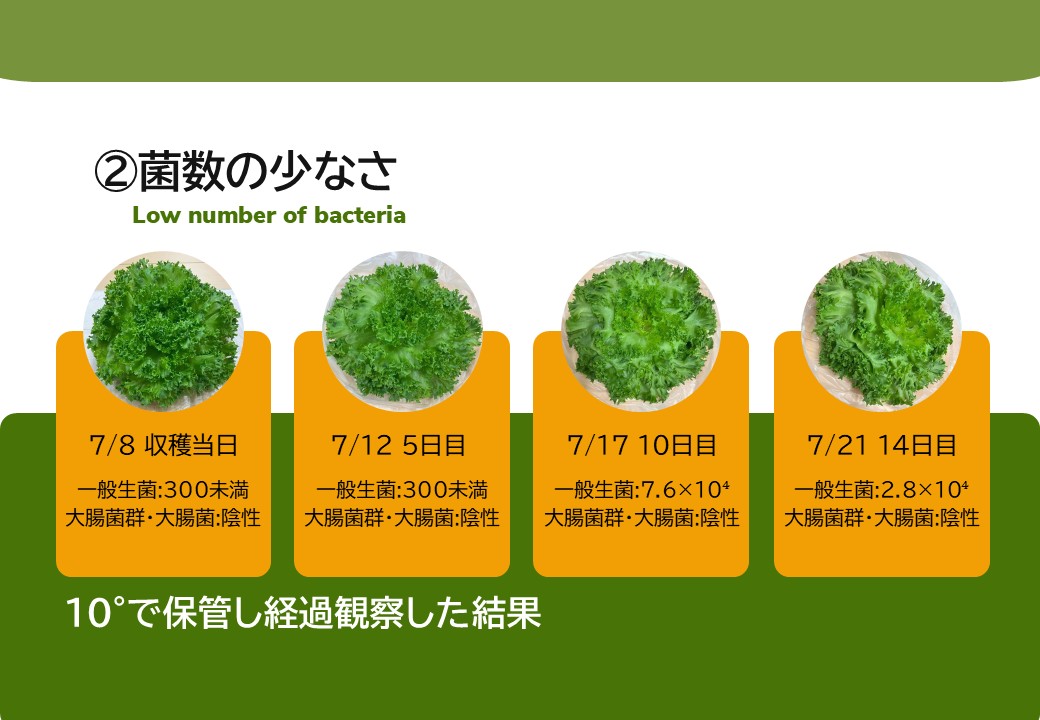 ②菌数の少なさ
Low number of bacteria
7/8 収穫当日
一般生菌:300未満
大腸菌群・大腸菌:陰性
7/12 5日目
一般生菌:300未満
大腸菌群・大腸菌:陰性
7/17 10日目
一般生菌:7.6×10⁴
大腸菌群・大腸菌:陰性
7/21 14日目
一般生菌:2.8×10⁴
大腸菌群・大腸菌:陰性
10°で保管し経過観察した結果